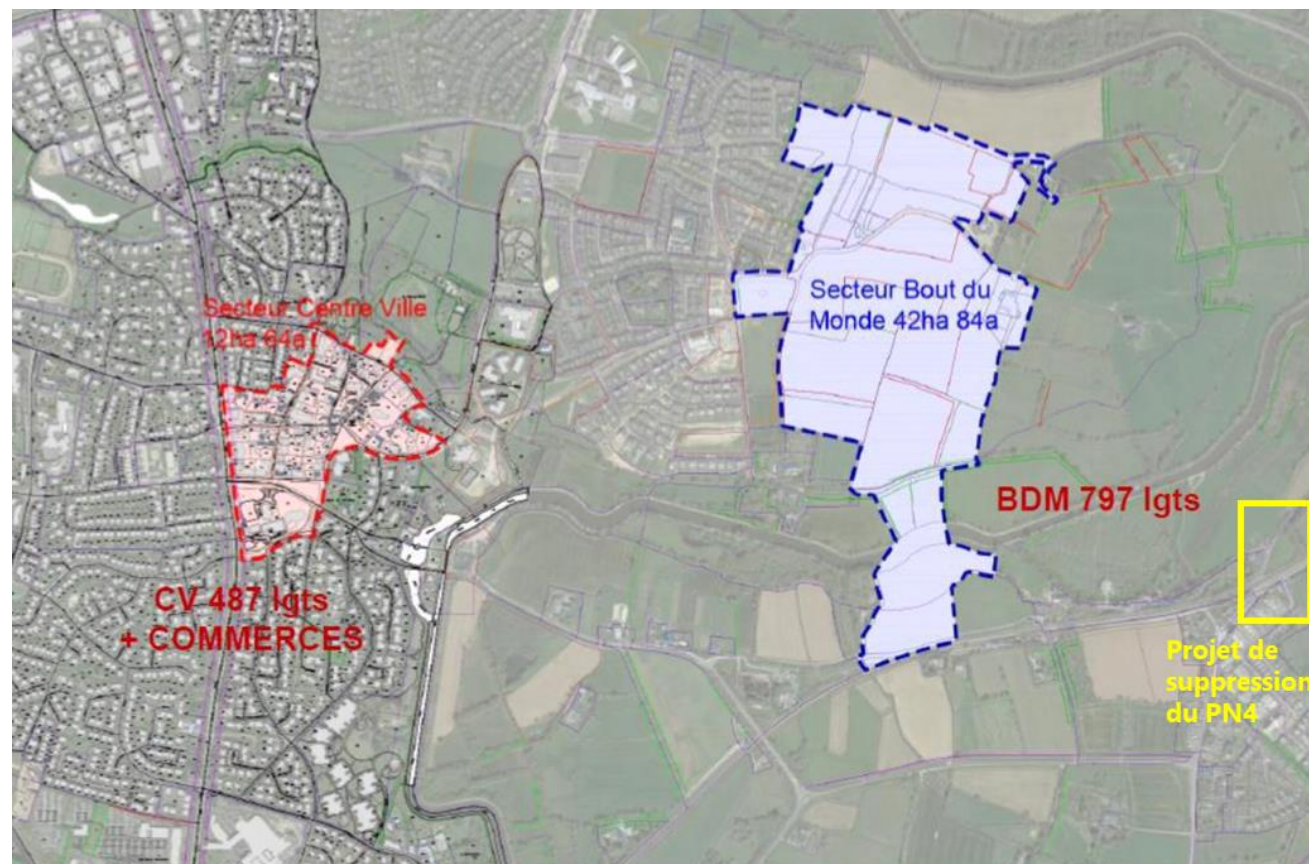 Secteur Centre Ville
12ha 64a
Secteur Bout du
Monde 42ha 84a
BDM 797 lgts
CV 487 lgts
+ COMMERCES
Projet de
suppression
du PN4